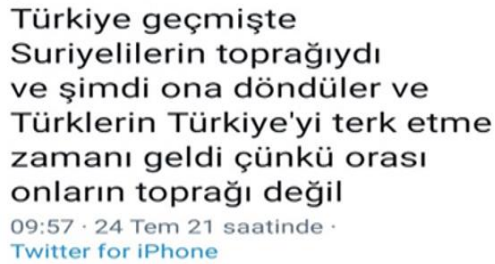 Türkiye geçmişte
Suriyelilerin toprağıydı
ve şimdi ona döndüler ve
Türklerin Türkiye'yi terk etme
zamanı geldi çünkü orası
onların toprağı değil
09:57 · 24 Tem 21 saatinde ·
Twitter for iPhone